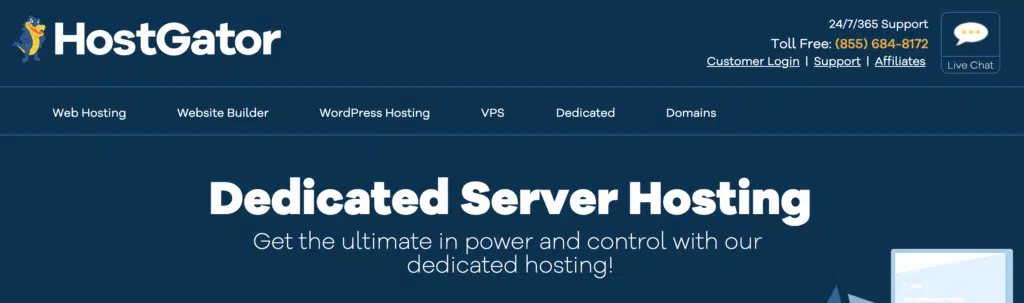 HostGator
24/7/365 Support
Toll Free: (855) 684-8172
Customer Login | Support | Affiliates
Live Chat
Web Hosting Website Builder WordPress Hosting VPS Dedicated Domains
Dedicated Server Hosting
Get the ultimate in power and control with our
dedicated hosting!